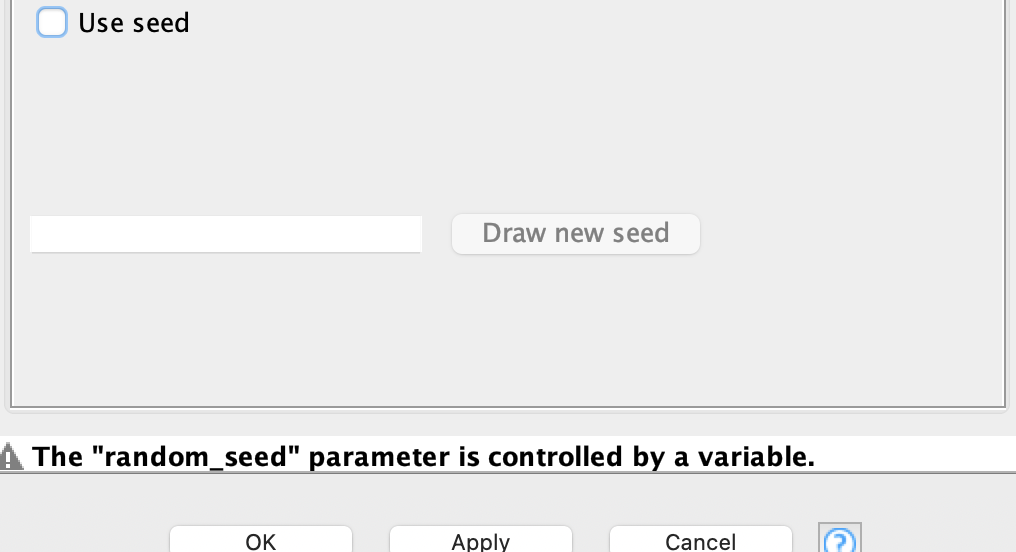 Use seed
Draw new seed
The "random_seed" parameter is controlled by a variable.
OK Apply Cancel ?